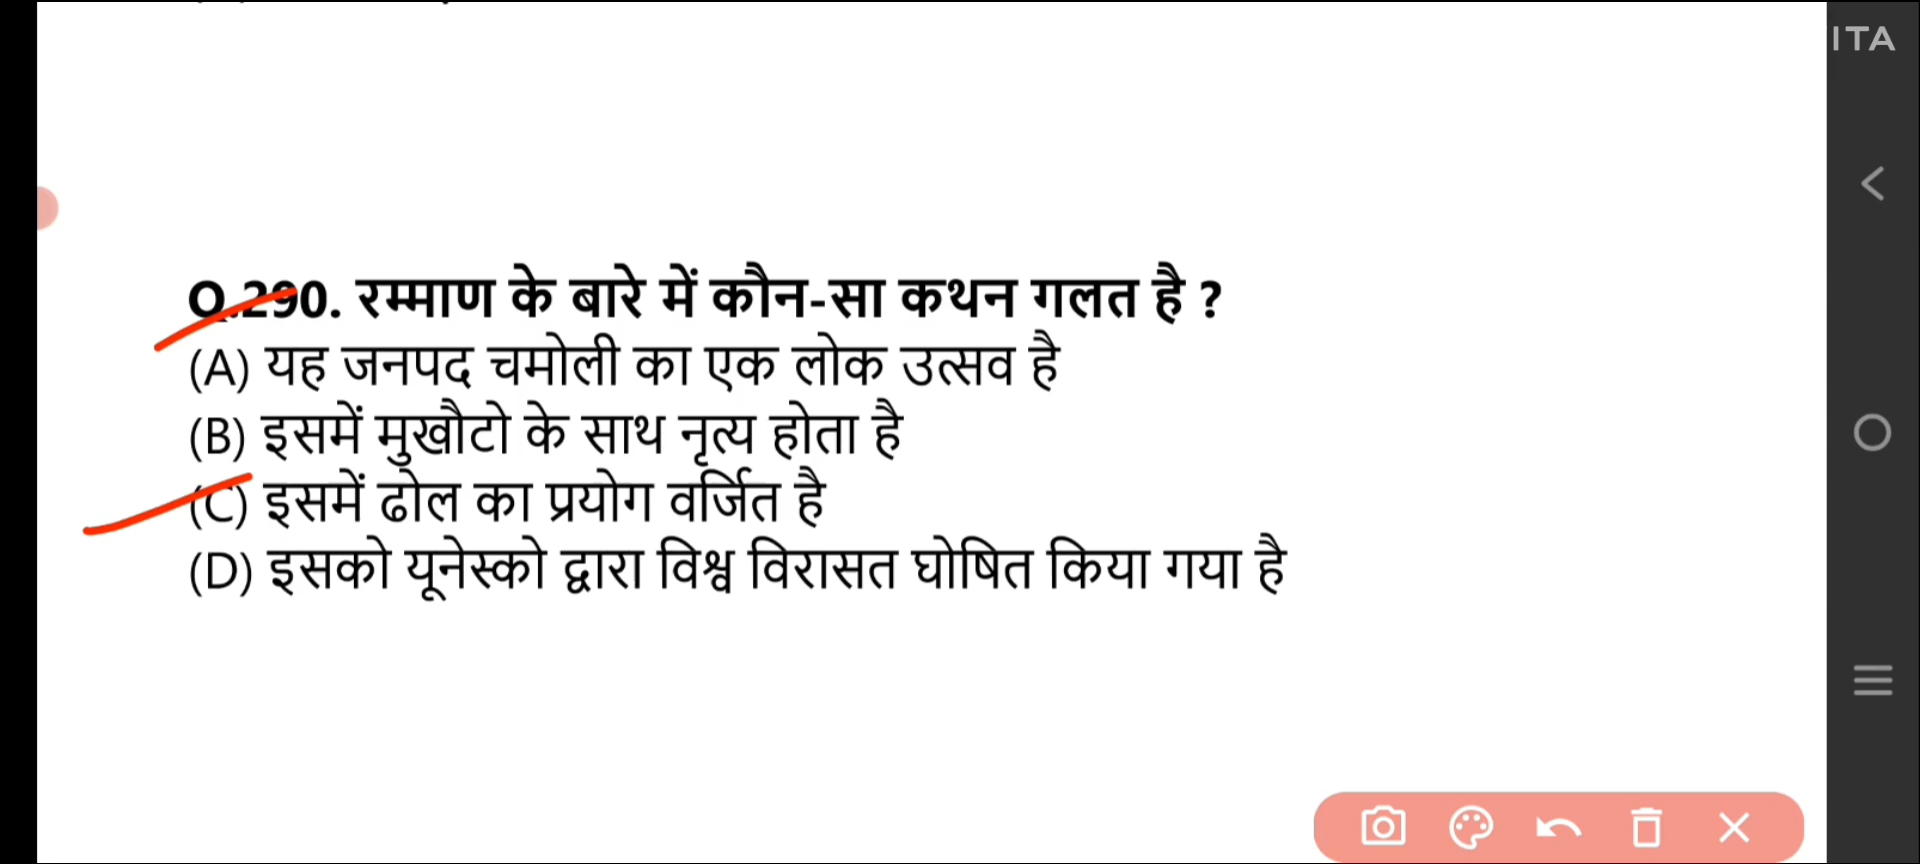 ITA
Q.290. रम्माण के बारे में कौन-सा कथन गलत है ?
(A) यह जनपद चमोली का एक लोक उत्सव है
(B) इसमें मुखौटो के साथ नृत्य होता है
(C) इसमें ढोल का प्रयोग वर्जित है
(D) इसको यूनेस्को द्वारा विश्व विरासत घोषित किया गया है